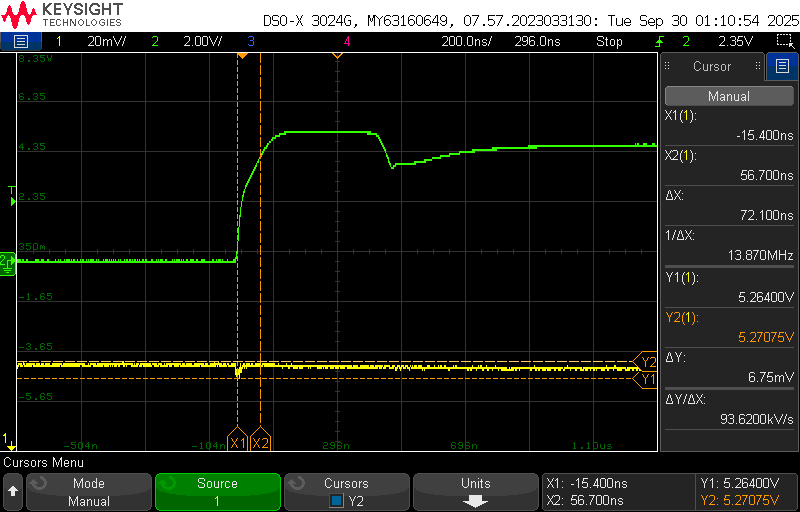 KEYSIGHT
TECHNOLOGIES
DSO-X 3024G, MY63160649, 07.57.2023033130: Tue Sep 30 01:10:54 2025
1 20mV/ 2 2.00V/ 3 4 200.0ns/ 296.0ns Stop 2 2.35V
8.35V
6.35
4.35
T
2.35
350m
2
-1.65
-3.65
-5.65
1
-504n -104n 296n 696n 1.10us
X1 X2
Y2
Y1
Cursor
Manual
X1(1):
-15.400ns
X2(1):
56.700ns
ΔX:
72.100ns
1/ΔX:
13.870MHz
Y1(1):
5.26400V
Y2(1):
5.27075V
ΔY:
6.75mV
ΔY/ΔX:
93.6200kV/s
Cursors Menu
Mode
Manual
Source
1
Cursors
Y2
Units
X1: -15.400ns
X2: 56.700ns
Y1: 5.26400V
Y2: 5.27075V